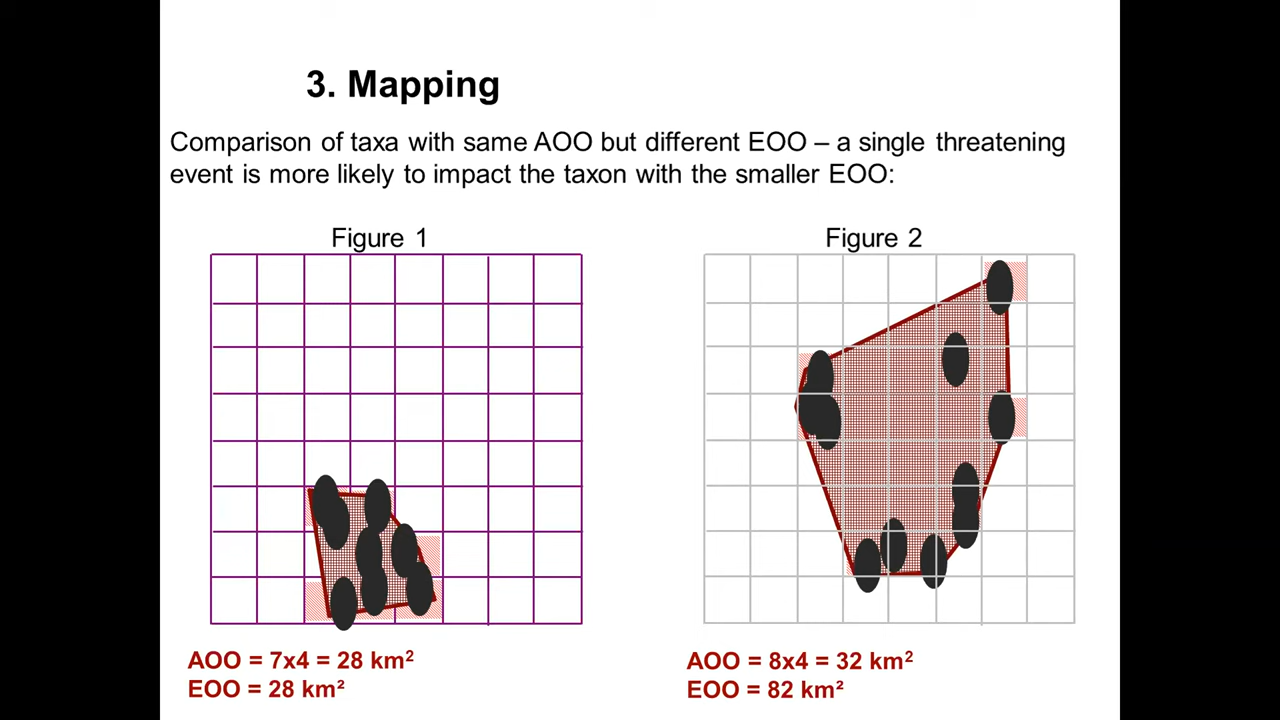 3. Mapping
Comparison of taxa with same AOO but different EOO – a single threatening
event is more likely to impact the taxon with the smaller EOO:
Figure 1
Figure 2
AOO = 7x4 = 28 km²
EOO = 28 km²
AOO = 8x4 = 32 km²
EOO = 82 km²